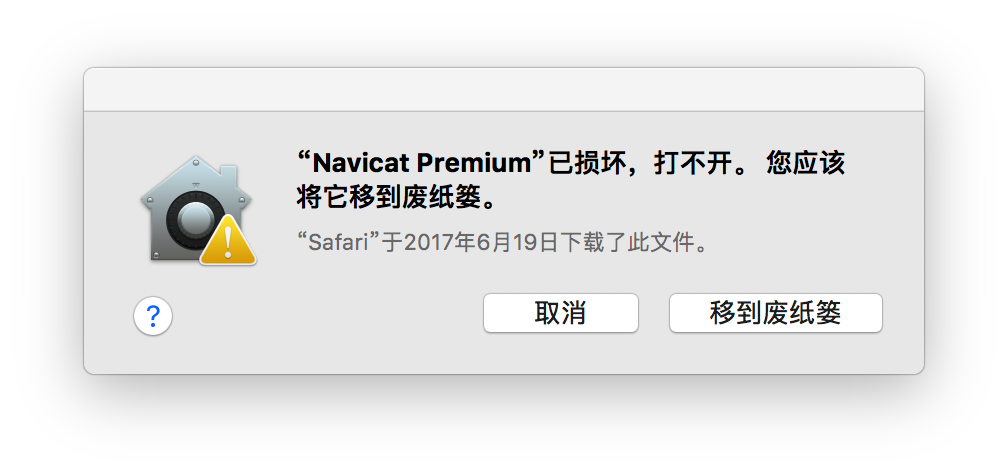 “Navicat Premium”已损坏，打不开。 您应该
将它移到废纸篓。
“Safari”于2017年6月19日下载了此文件。
?
取消
移到废纸篓